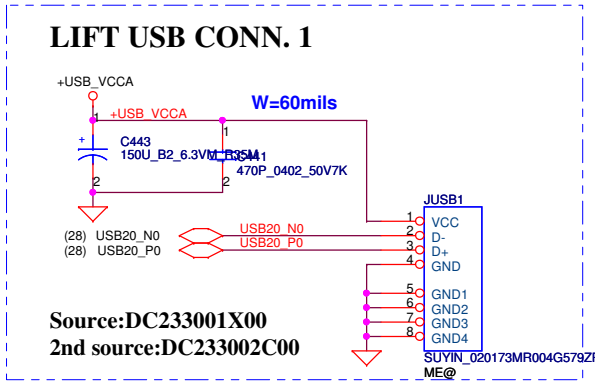 LIFT USB CONN. 1
+USB_VCCA
+USB_VCCA
W=60mils
1
1
+
C443
150U_B2_6.3VM_R35M
C441
470P_0402_50V7K
2
2
JUSB1
(28) USB20_N0
USB20_N0
(28) USB20_P0
USB20_P0
1 VCC
2 D-
3 D+
4 GND
5 GND1
6 GND2
7 GND3
8 GND4
Source:DC233001X00
2nd source:DC233002C00
SUYIN_020173MR004G579ZR
ME@